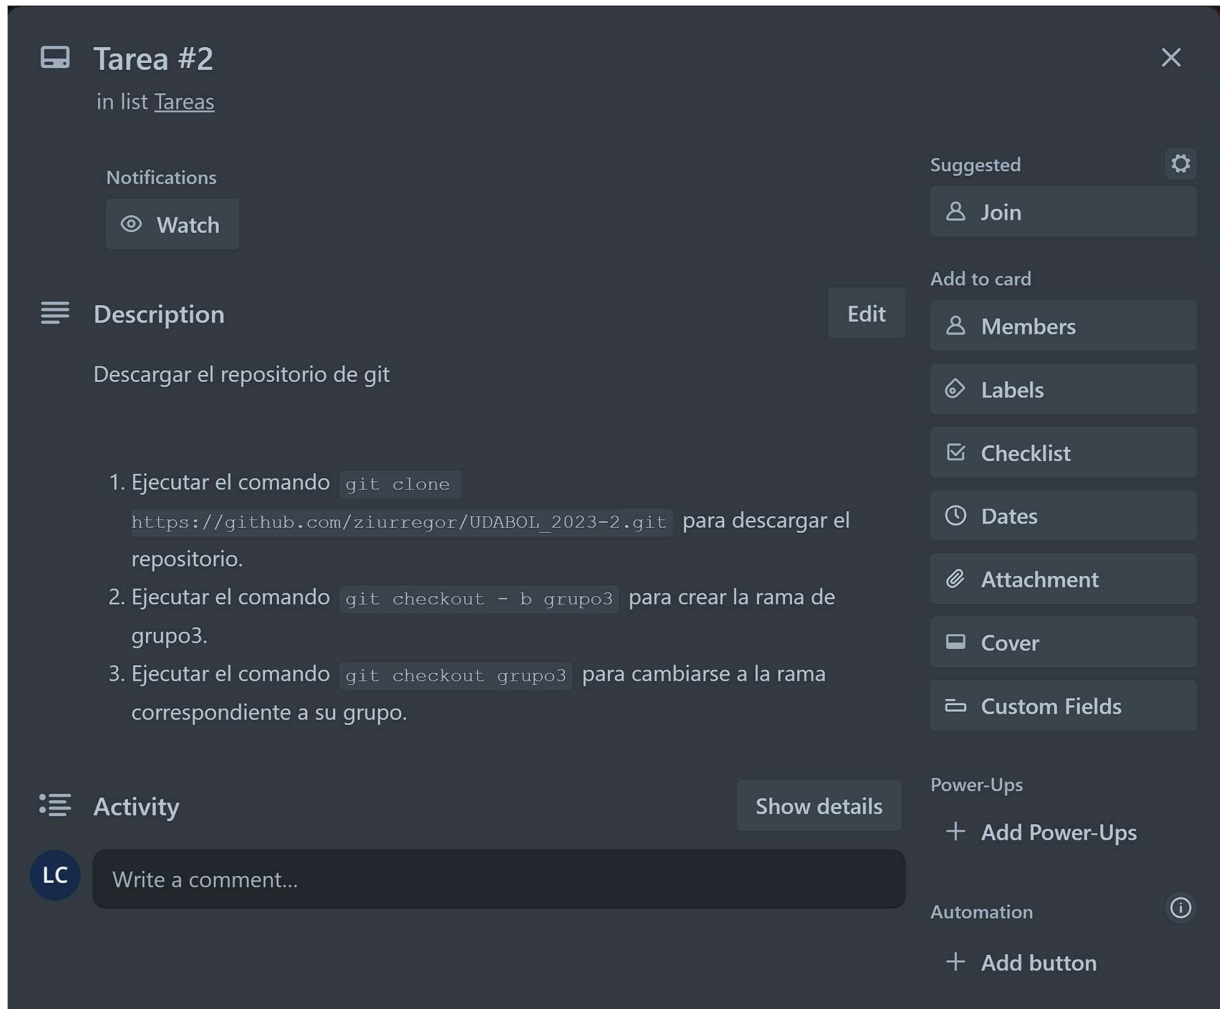 Tarea #2
in list Tareas
Notifications
Watch
Description
Edit
Descargar el repositorio de git
1. Ejecutar el comando git clone
https://github.com/ziurregor/UDABOL_2023-2.git para descargar el
repositorio.
2. Ejecutar el comando git checkout - b grupo3 para crear la rama de
grupo3.
3. Ejecutar el comando git checkout grupo3 para cambiarse a la rama
correspondiente a su grupo.
Activity
Show details
LC
Write a comment...
Suggested
Join
Add to card
Members
Labels
Checklist
Dates
Attachment
Cover
Custom Fields
Power-Ups
+ Add Power-Ups
Automation
+ Add button